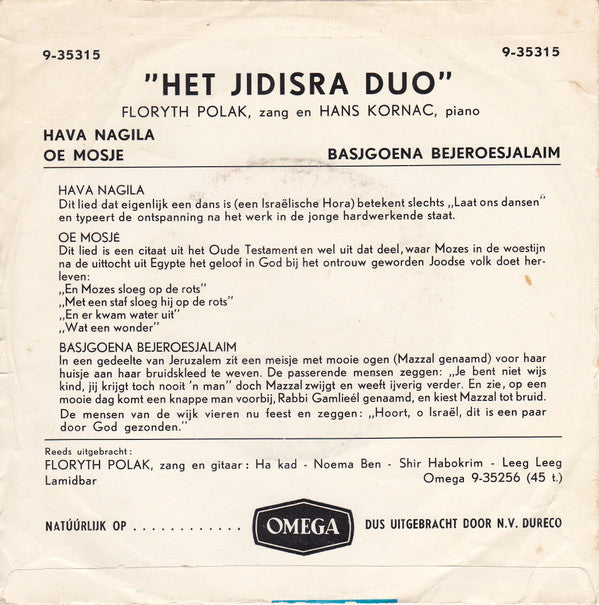 9-35315
9-35315
"HET JIDISRA DUO"
FLORYTH POLAK, zang en HANS KORNAC, piano
HAVA NAGILA
OE MOSJE
BASJGOENA BEJEROESJALAIM
HAVA NAGILA
Dit lied dat eigenlijk een dans is (een Israëlische Hora) betekent slechts „Laat ons dansen"
en typeert de ontspanning na het werk in de jonge hardwerkende staat.
OE MOSJÉ
Dit lied is een citaat uit het Oude Testament en wel uit dat deel, waar Mozes in de woestijn
na de uittocht uit Egypte het geloof in God bij het ontrouw geworden Joodse volk doet her-
leven:
„En Mozes sloeg op de rots"
„Met een staf sloeg hij op de rots"
„En er kwam water uit"
„Wat een wonder"
BASJGOENA BEJEROESJALAIM
In een gedeelte van Jeruzalem zit een meisje met mooie ogen (Mazzal genaamd) voor haar
huisje aan haar bruidskleed te weven. De passerende mensen zeggen: „Je bent niet wijs
kind, jij krijgt toch nooit 'n man" doch Mazzal zwijgt en weeft ijverig verder. En zie, op een
mooie dag komt een knappe man voorbij, Rabbi Gamlieél genaamd, en kiest Mazzal tot bruid.
De mensen van de wijk vieren nu feest en zeggen: „Hoort, o Israël, dit is een paar
door God gezonden."
Reeds uitgebracht:
FLORYTH POLAK, zang en gitaar: Ha kad - Noema Ben - Shir Habokrim - Leeg Leeg
Lamidbar Omega 9-35256 (45 t.)
NATÚÚRLIJK OP ............ OMEGA DUS UITGEBRACHT DOOR N.V. DURECO